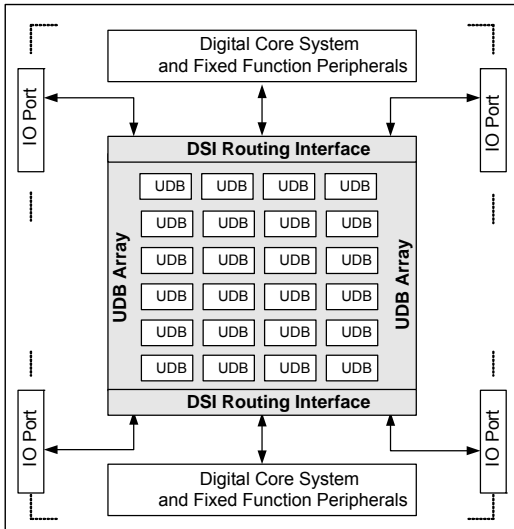 Digital Core System
and Fixed Function Peripherals
IO Port
IO Port
DSI Routing Interface
UDB UDB UDB UDB
UDB UDB UDB UDB
UDB UDB UDB UDB
UDB UDB UDB UDB
UDB UDB UDB UDB
UDB UDB UDB UDB
UDB Array
UDB Array
DSI Routing Interface
IO Port
IO Port
Digital Core System
and Fixed Function Peripherals